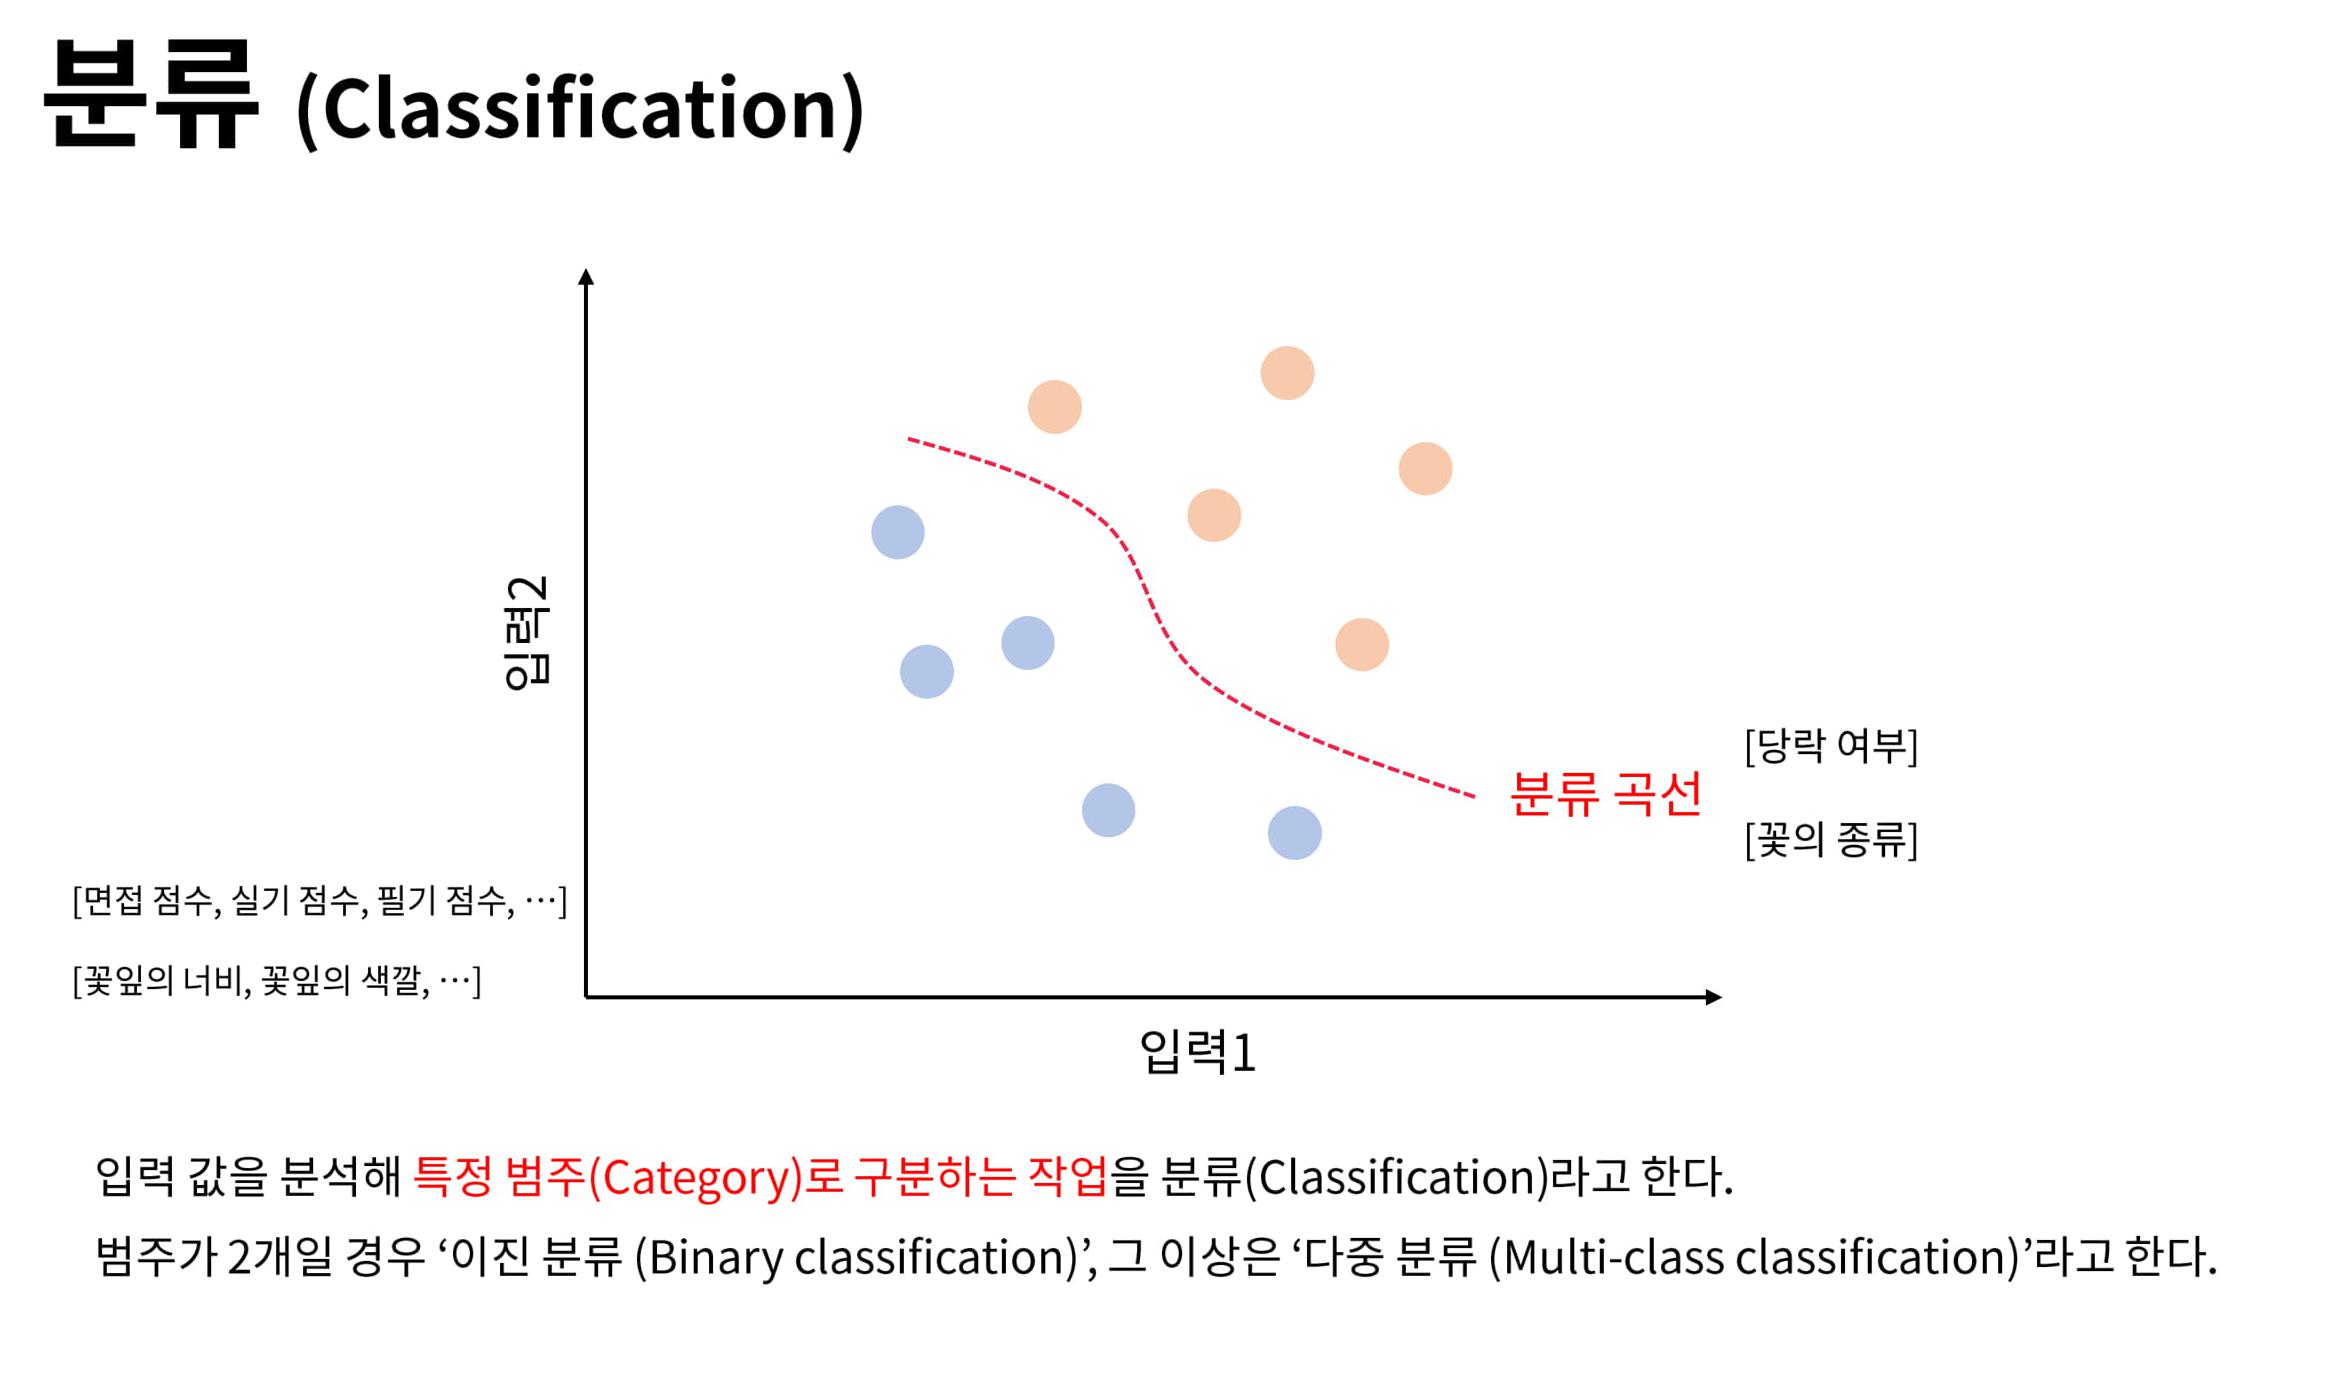 분류 (Classification)
입력2
[당락 여부]
분류 곡선
[꽃의 종류]
[면접 점수, 실기 점수, 필기 점수, …]
[꽃잎의 너비, 꽃잎의 색깔, …]
입력1
입력 값을 분석해 특정 범주(Category)로 구분하는 작업을 분류(Classification)라고 한다.
범주가 2개일 경우 ‘이진 분류 (Binary classification)’, 그 이상은 ‘다중 분류 (Multi-class classification)’라고 한다.